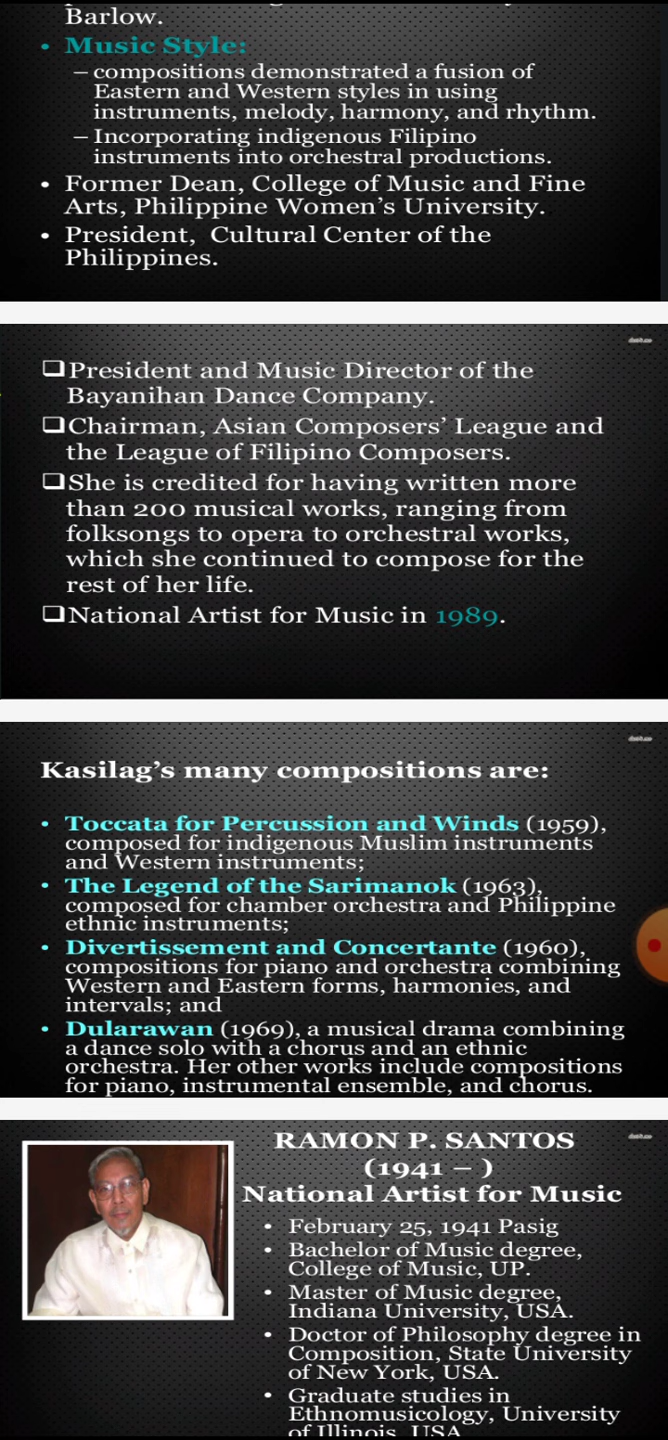 Barlow.
• Music Style:
– compositions demonstrated a fusion of
Eastern and Western styles in using
instruments, melody, harmony, and rhythm.
– Incorporating indigenous Filipino
instruments into orchestral productions.
• Former Dean, College of Music and Fine
Arts, Philippine Women's University.
• President, Cultural Center of the
Philippines.
❑President and Music Director of the
Bayanihan Dance Company.
❑Chairman, Asian Composers' League and
the League of Filipino Composers.
❑She is credited for having written more
than 200 musical works, ranging from
folksongs to opera to orchestral works,
which she continued to compose for the
rest of her life.
❑National Artist for Music in 1989.
Kasilag's many compositions are:
• Toccata for Percussion and Winds (1959),
composed for indigenous Muslim instruments
and Western instruments;
• The Legend of the Sarimanok (1963),
composed for chamber orchestra and Philippine
ethnic instruments;
• Divertissement and Concertante (1960),
compositions for piano and orchestra combining
Western and Eastern forms, harmonies, and
intervals; and
• Dularawan (1969), a musical drama combining
a dance solo with a chorus and an ethnic
orchestra. Her other works include compositions
for piano, instrumental ensemble, and chorus.
RAMON P. SANTOS
(1941 – )
National Artist for Music
• February 25, 1941 Pasig
• Bachelor of Music degree,
College of Music, UP.
• Master of Music degree,
Indiana University, USA.
• Doctor of Philosophy degree in
Composition, State University
of New York, USA.
• Graduate studies in
Ethnomusicology, University
of Illinois, USA